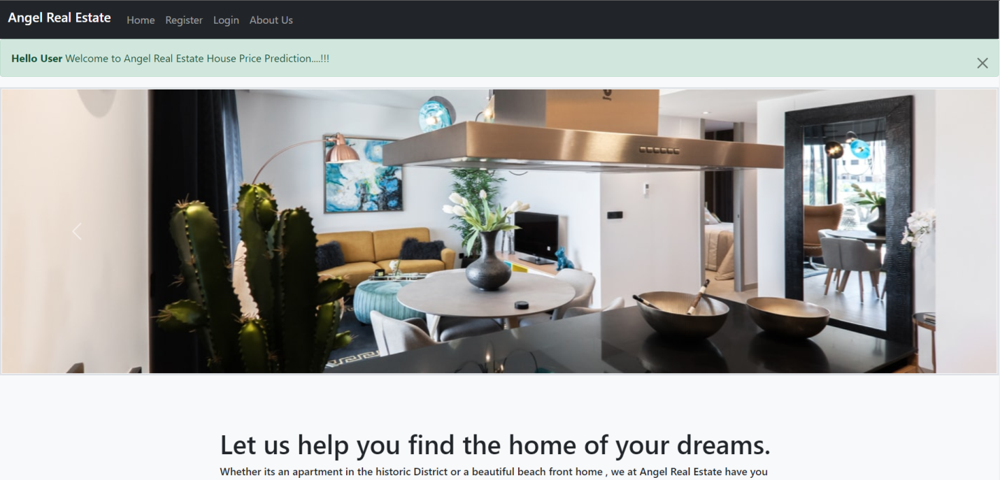 Angel Real Estate Home Register Login About Us
Hello User Welcome to Angel Real Estate House Price Prediction....!!!
Let us help you find the home of your dreams.
Whether its an apartment in the historic District or a beautiful beach front home , we at Angel Real Estate have you